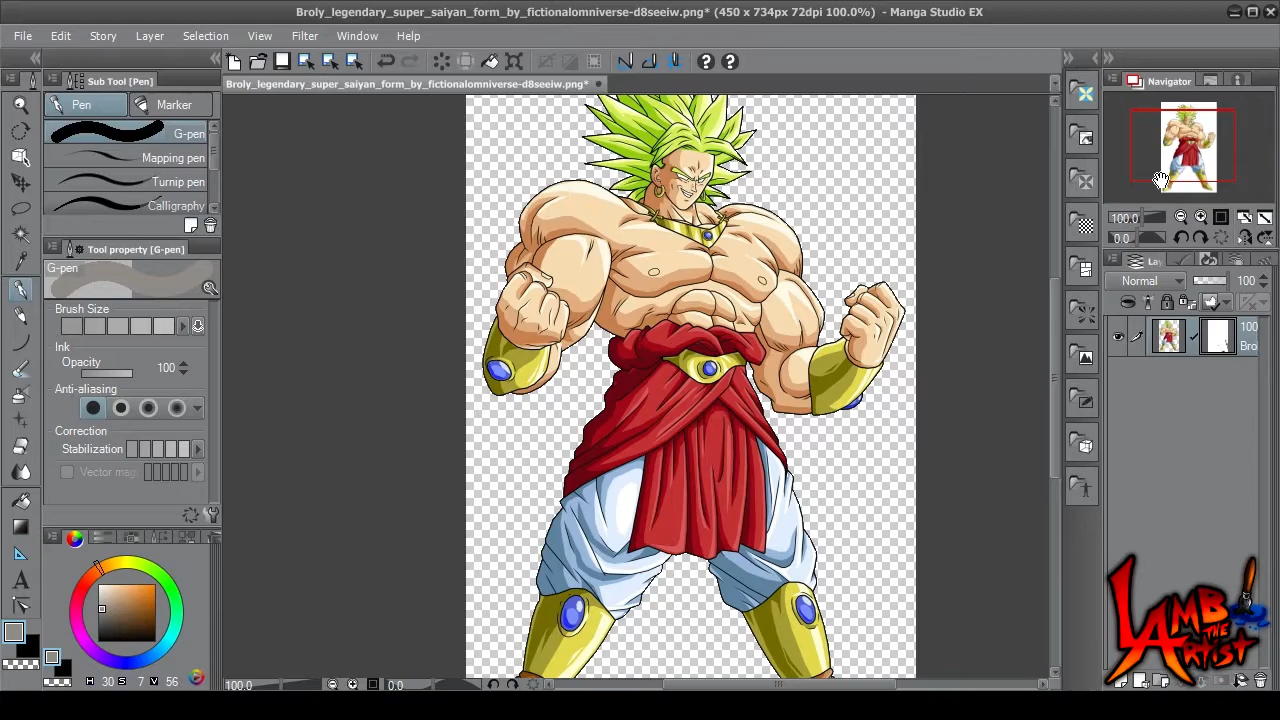 Broly_legendary_super_saiyan_form_by_fictionalomniverse-d8seeiw.png* (450 x 734px 72dpi 100.0%) - Manga Studio EX
File Edit Story Layer Selection View Filter Window Help
Sub Tool [Pen]
Broly_legendary_super_saiyan_form_by_fictionalomniverse-d8seeiw.png*
Navigator
Pen Marker
G-pen
Mapping pen
Turnip pen
Calligraphy
100.0
0.0
Tool property [G-pen]
Lay
G-pen
Normal 100
Brush Size
Ink
Opacity 100
Anti-aliasing
Correction
Stabilization
Vector mag
100
Bro
H 30 S 7 V 56
100.0 0.0
LAMB
THE
ARTIST